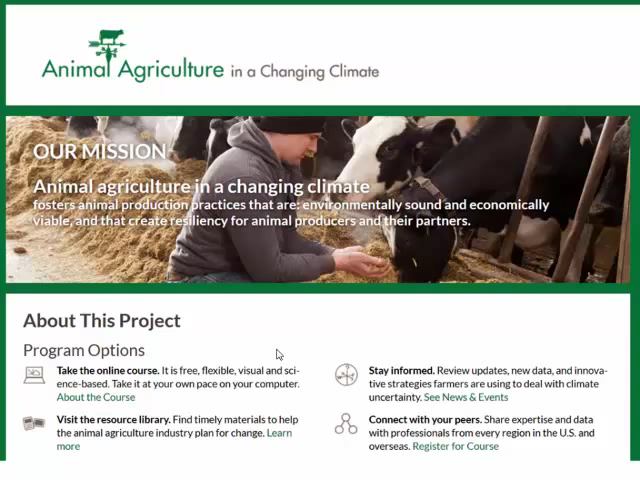 Animal Agriculture in a Changing Climate
OUR MISSION
Animal agriculture in a changing climate
fosters animal production practices that are: environmentally sound and economically
viable, and that create resiliency for animal producers and their partners.
About This Project
Program Options
Take the online course. It is free, flexible, visual and sci-
ence-based. Take it at your own pace on your computer.
About the Course
Visit the resource library. Find timely materials to help
the animal agriculture industry plan for change. Learn
more
Stay informed. Review updates, new data, and innova-
tive strategies farmers are using to deal with climate
uncertainty. See News & Events
Connect with your peers. Share expertise and data
with professionals from every region in the U.S. and
overseas. Register for Course